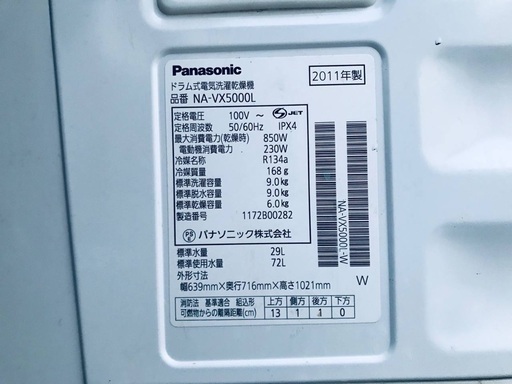 Panasonic
2011年製
ドラム式電気洗濯乾燥機
品番 NA-VX5000L
定格電圧 100V ～ JET
定格周波数 50/60Hz IPX4
最大消費電力(乾燥時) 850W
電動機消費電力 230W
冷媒名称 R134a
冷媒質量 168g
標準洗濯容量 9.0kg
標準脱水容量 9.0kg
標準乾燥容量 6.0kg
製造番号 1172B00282
PSE パナソニック株式会社
標準水量 29L
標準使用水量 72L
外形寸法
幅639mm×奥行716mm×高さ1021mm
消防法 基準適合 組込形 上方 側方 後方 下方
可燃物からの離隔距離(cm) 13 1 1 0
NA-VX5000L-W
W